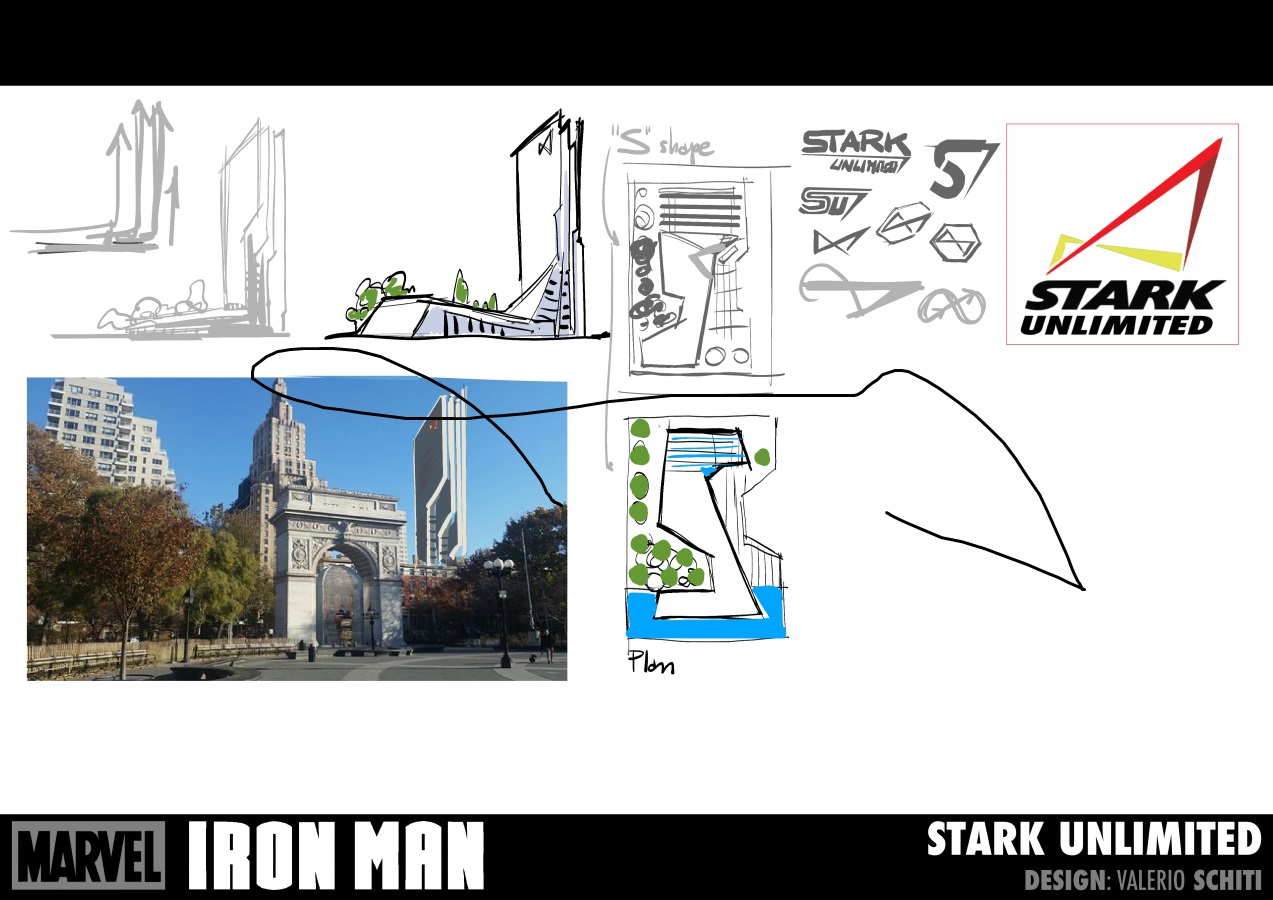 "S" shape
STARK
UNLIMITED
S
SU
STARK
UNLIMITED
Plan
MARVEL
IRON MAN
STARK UNLIMITED
DESIGN: VALERIO SCHITI